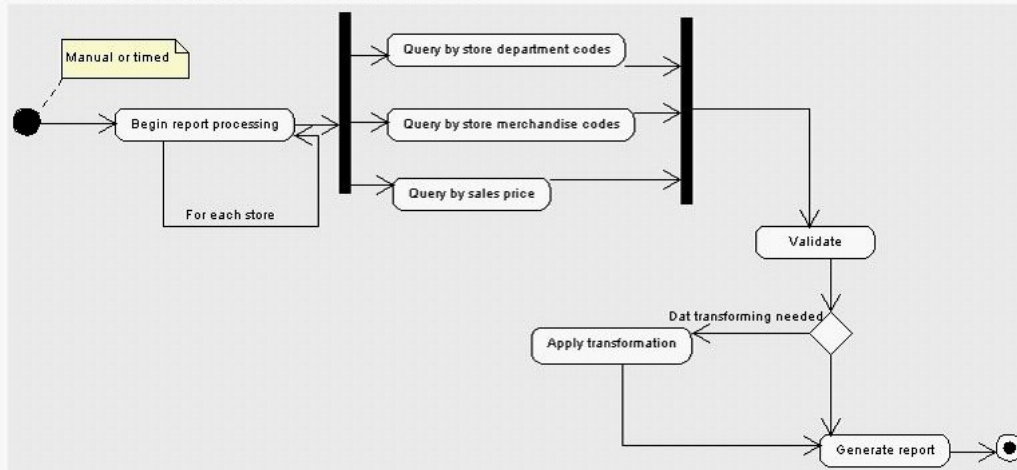 Manual or timed
Query by store department codes
Begin report processing
Query by store merchandise codes
Query by sales price
For each store
Validate
Dat transforming needed
Apply transformation
Generate report